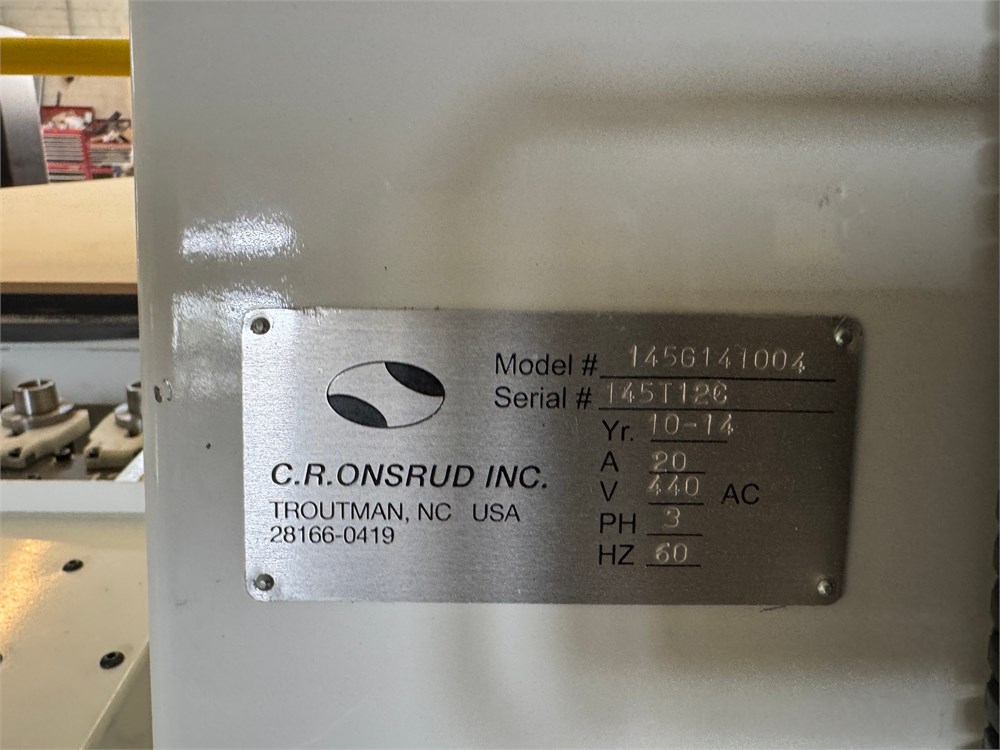 Model # 145G141004
Serial # 145T12C
Yr. 10-14
A 20
V 440 AC
PH 3
HZ 60
C.R.ONSRUD INC.
TROUTMAN, NC USA
28166-0419